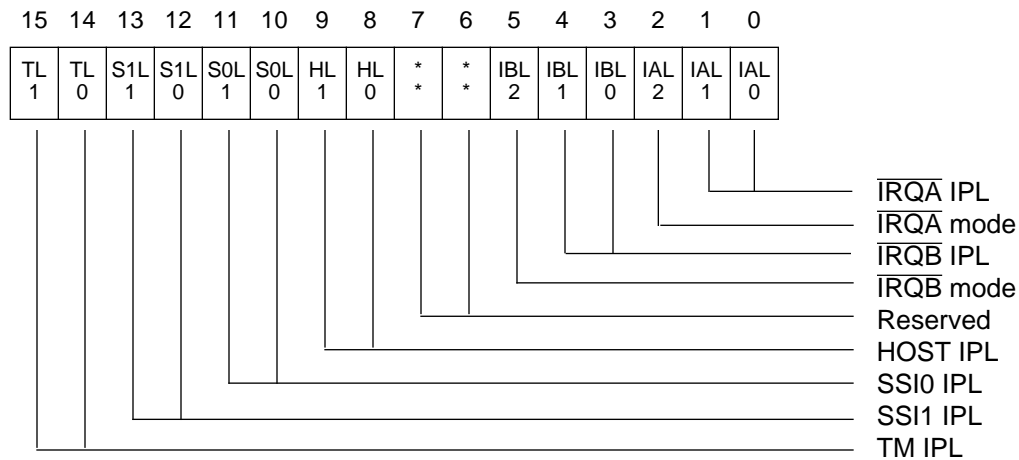 15 14 13 12 11 10 9 8 7 6 5 4 3 2 1 0
TL TL S1L S1L S0L S0L HL HL * * IBL IBL IBL IAL IAL IAL
1 0 1 0 1 0 1 0 * * 2 1 0 2 1 0
IRQA IPL
IRQA mode
IRQB IPL
IRQB mode
Reserved
HOST IPL
SSI0 IPL
SSI1 IPL
TM IPL